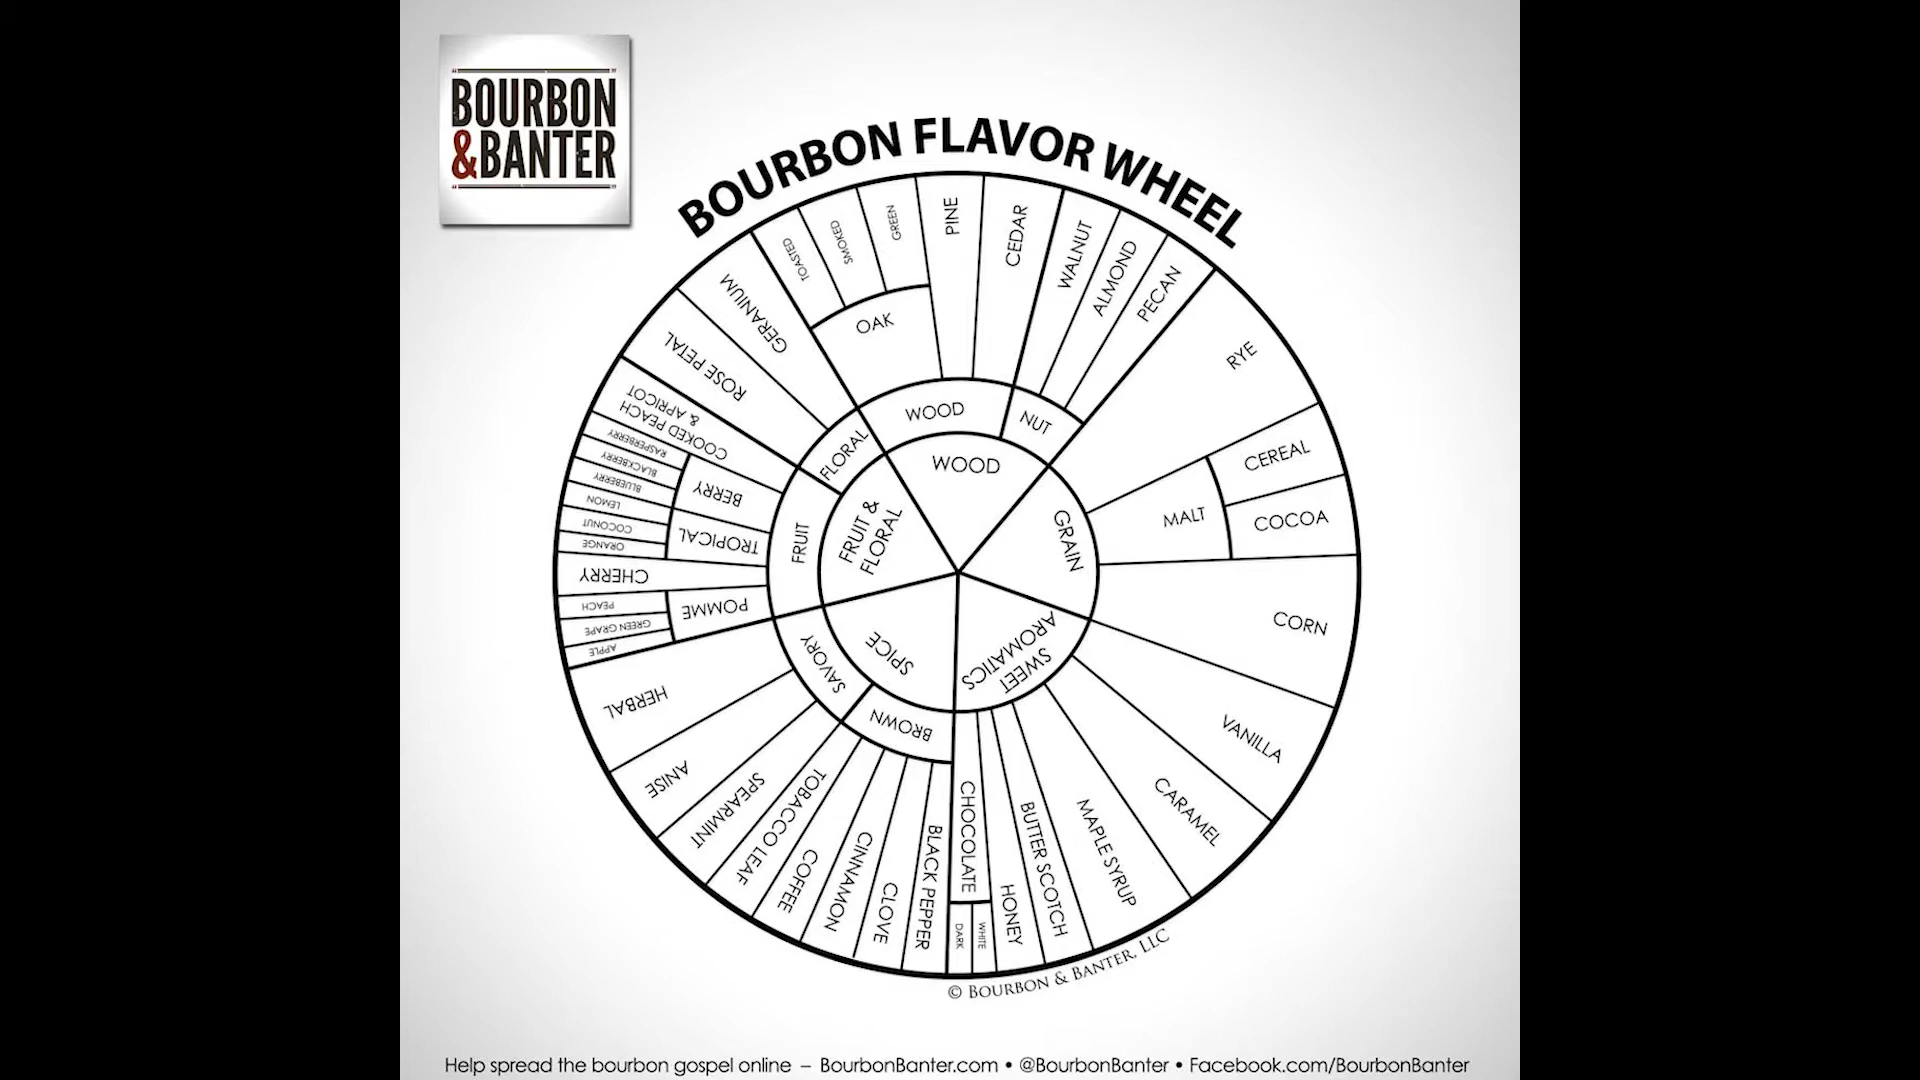 BOURBON
&BANTER
BOURBON FLAVOR WHEEL
TOASTED
SMOKED
GREEN
PINE
CEDAR
WALNUT
ALMOND
PECAN
OAK
WOOD
NUT
WOOD
RYE
CEREAL
COCOA
MALT
CORN
GRAIN
VANILLA
CARAMEL
MAPLE SYRUP
BUTTER SCOTCH
HONEY
CHOCOLATE
WHITE
DARK
SWEET
AROMATICS
BLACK PEPPER
CLOVE
CINNAMON
COFFEE
TOBACCO LEAF
BROWN
SPEARMINT
ANISE
HERBAL
SAVORY
SPICE
APPLE
GREEN GRAPE
PEACH
POMME
CHERRY
ORANGE
COCONUT
LEMON
TROPICAL
BLUEBERRY
BLACKBERRY
RASPERBERRY
BERRY
COOKED PEACH
& APRICOT
FRUIT
ROSE PETAL
GERANIUM
FLORAL
FRUIT &
FLORAL
© BOURBON & BANTER, LLC
Help spread the bourbon gospel online – BourbonBanter.com • @BourbonBanter • Facebook.com/BourbonBanter